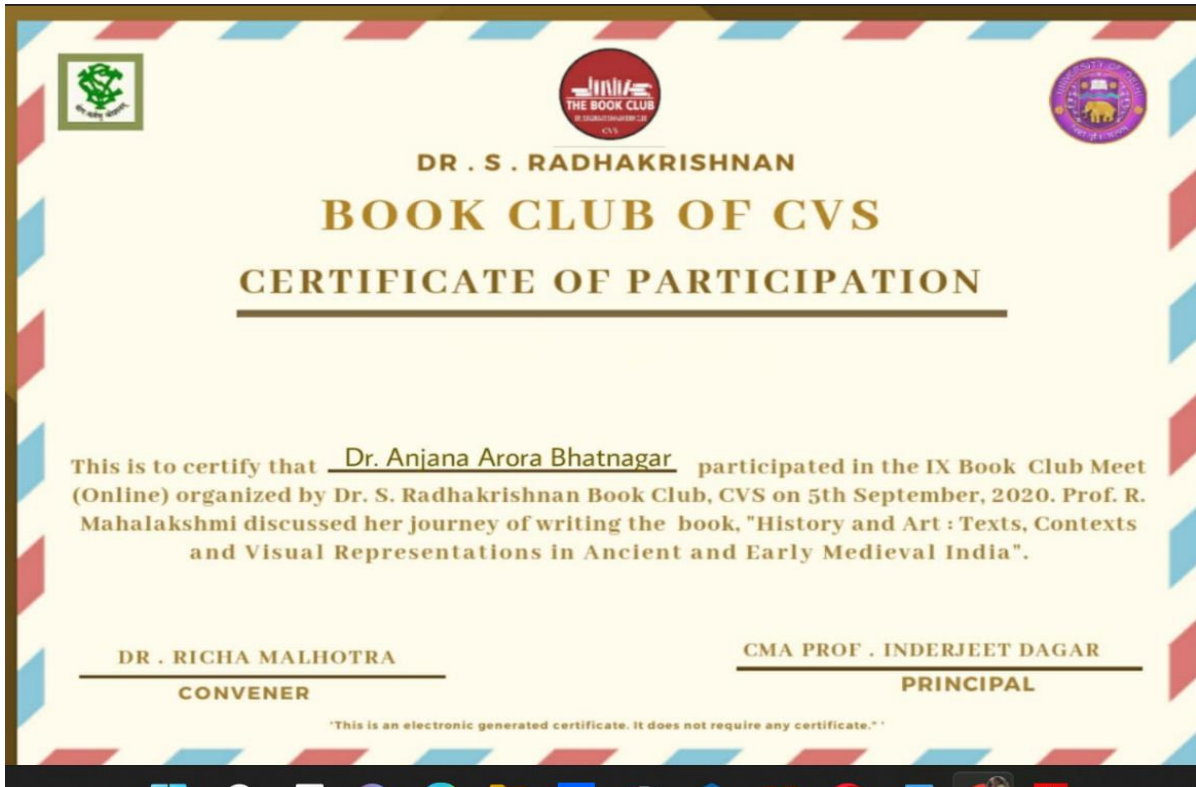 THE BOOK CLUB
CVS
UNIVERSITY OF DELHI
DR . S . RADHAKRISHNAN
BOOK CLUB OF CVS
CERTIFICATE OF PARTICIPATION
This is to certify that Dr. Anjana Arora Bhatnagar participated in the IX Book Club Meet
(Online) organized by Dr. S. Radhakrishnan Book Club, CVS on 5th September, 2020. Prof. R.
Mahalakshmi discussed her journey of writing the book, "History and Art : Texts, Contexts
and Visual Representations in Ancient and Early Medieval India".
DR . RICHA MALHOTRA
CONVENER
CMA PROF . INDERJEET DAGAR
PRINCIPAL
"This is an electronic generated certificate. It does not require any certificate." '